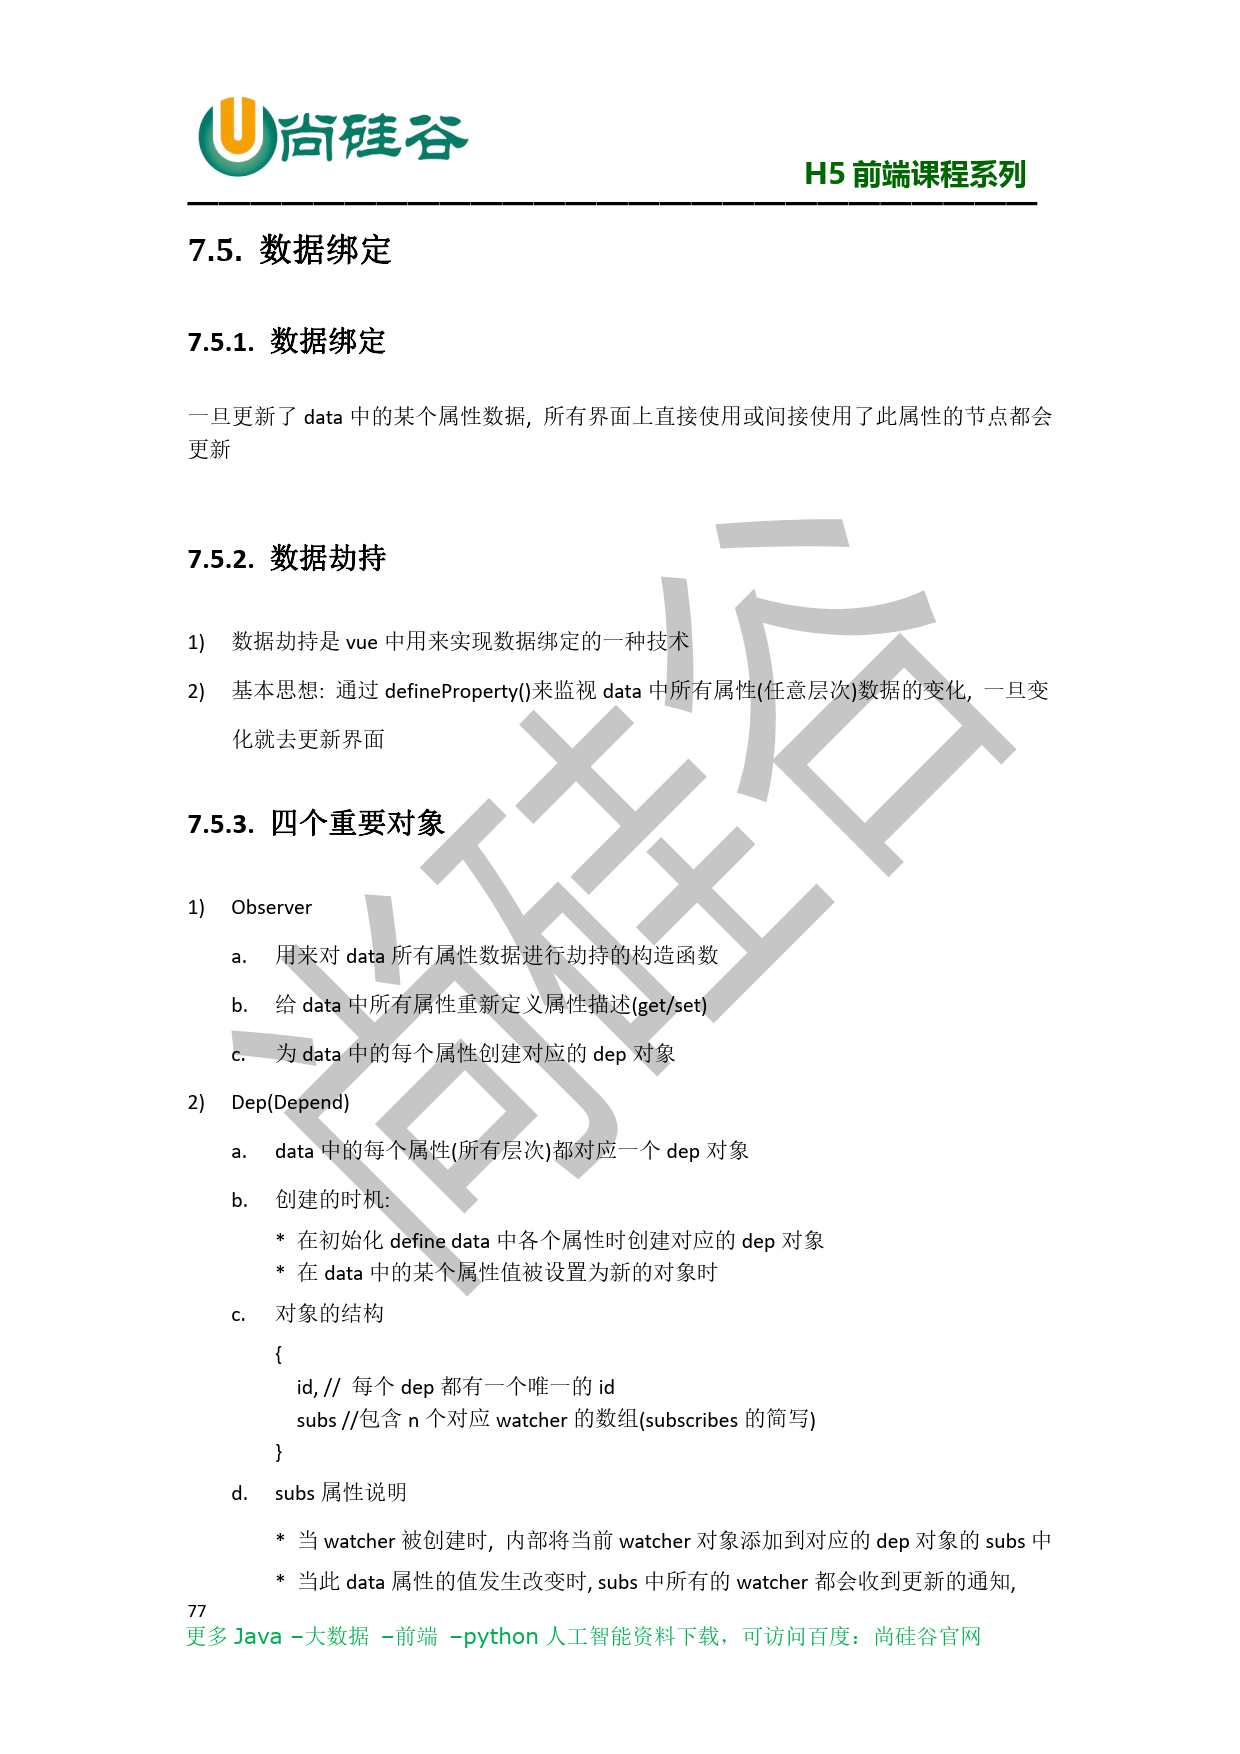 尚硅谷
H5 前端课程系列
7.5. 数据绑定
7.5.1. 数据绑定
一旦更新了 data 中的某个属性数据, 所有界面上直接使用或间接使用了此属性的节点都会
更新
7.5.2. 数据劫持
1) 数据劫持是 vue 中用来实现数据绑定的一种技术
2) 基本思想: 通过 defineProperty()来监视 data 中所有属性(任意层次)数据的变化, 一旦变
化就去更新界面
7.5.3. 四个重要对象
1) Observer
a. 用来对 data 所有属性数据进行劫持的构造函数
b. 给 data 中所有属性重新定义属性描述(get/set)
c. 为 data 中的每个属性创建对应的 dep 对象
2) Dep(Depend)
a. data 中的每个属性(所有层次)都对应一个 dep 对象
b. 创建的时机:
* 在初始化 define data 中各个属性时创建对应的 dep 对象
* 在 data 中的某个属性值被设置为新的对象时
c. 对象的结构
{
id, // 每个 dep 都有一个唯一的 id
subs //包含 n 个对应 watcher 的数组(subscribes 的简写)
}
d. subs 属性说明
* 当 watcher 被创建时, 内部将当前 watcher 对象添加到对应的 dep 对象的 subs 中
* 当此 data 属性的值发生改变时, subs 中所有的 watcher 都会收到更新的通知,
77
更多 Java –大数据 –前端 –python 人工智能资料下载，可访问百度：尚硅谷官网
尚硅谷